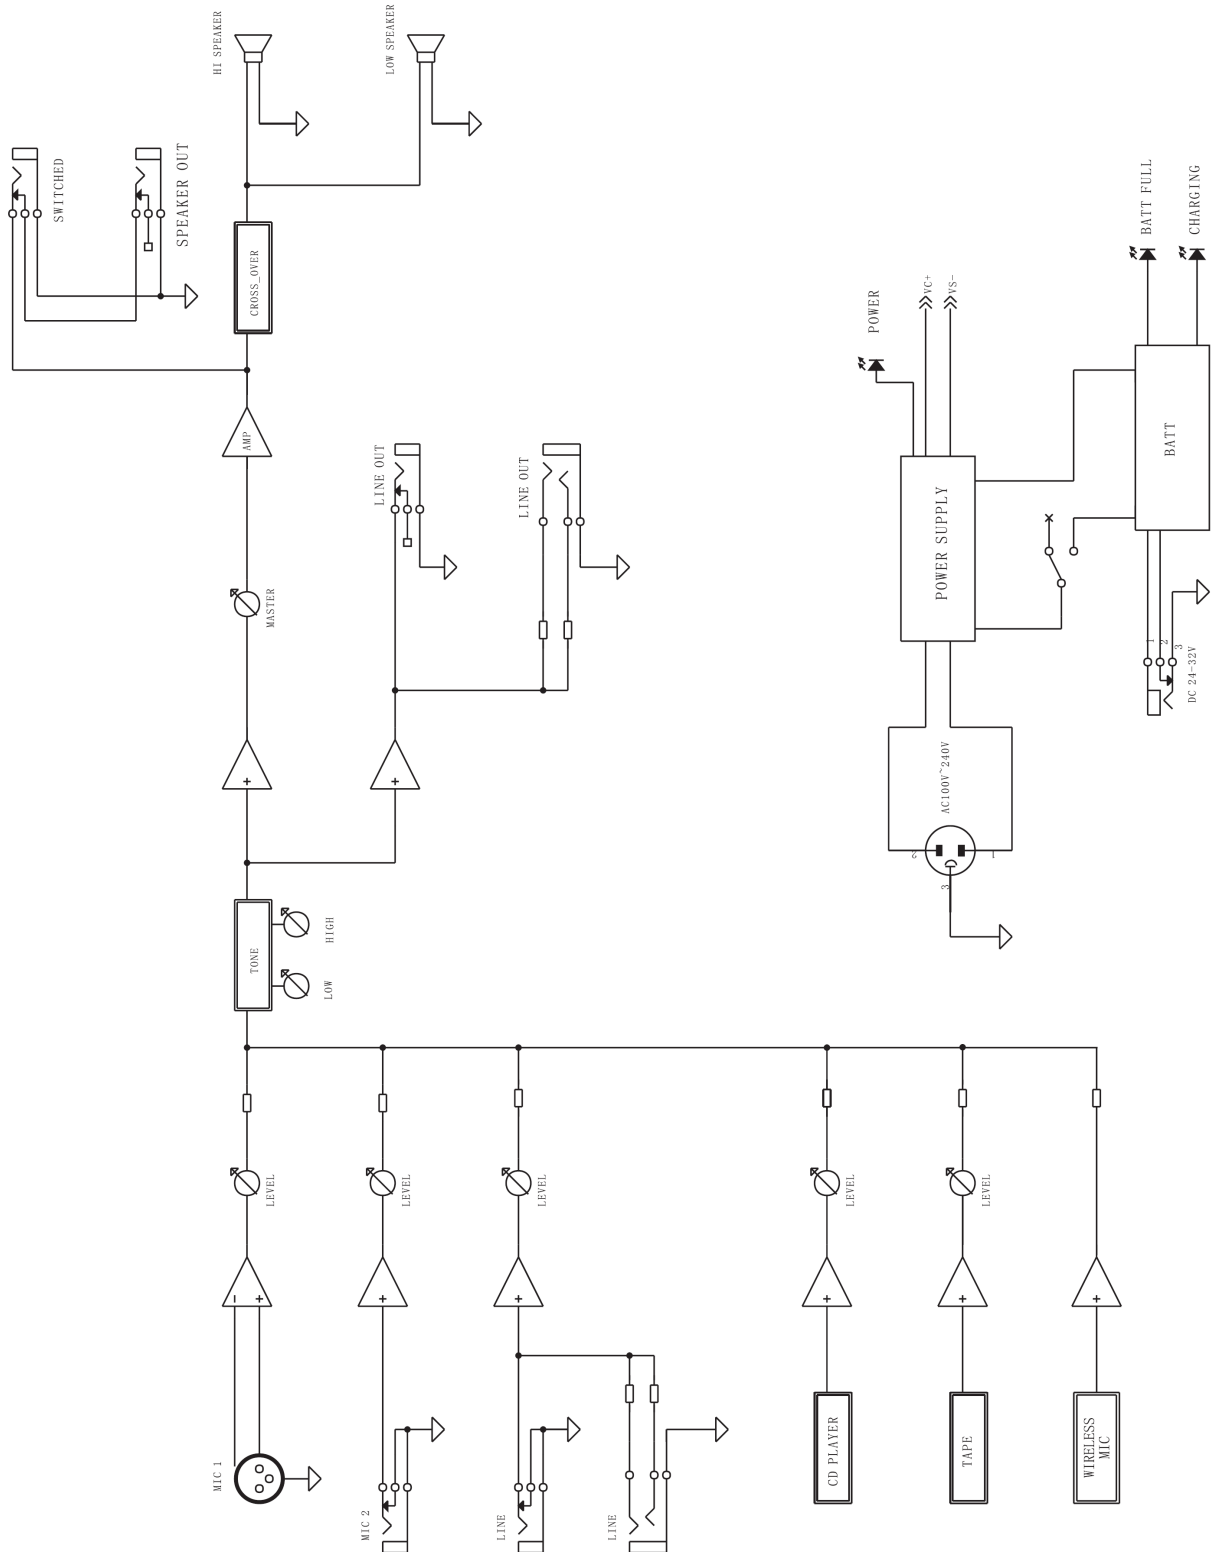 HI SPEAKER
LOW SPEAKER
SWITCHED
SPEAKER OUT
CROSS_OVER
AMP
LINE OUT
LINE OUT
MASTER
TONE
HIGH
LOW
LEVEL
LEVEL
LEVEL
LEVEL
LEVEL
MIC 1
MIC 2
LINE
LINE
CD PLAYER
TAPE
WIRELESS
MIC
POWER
VC+
VS-
POWER SUPPLY
BATT FULL
CHARGING
BATT
1
2
3
DC 24-32V
AC100V~240V
2
1
3